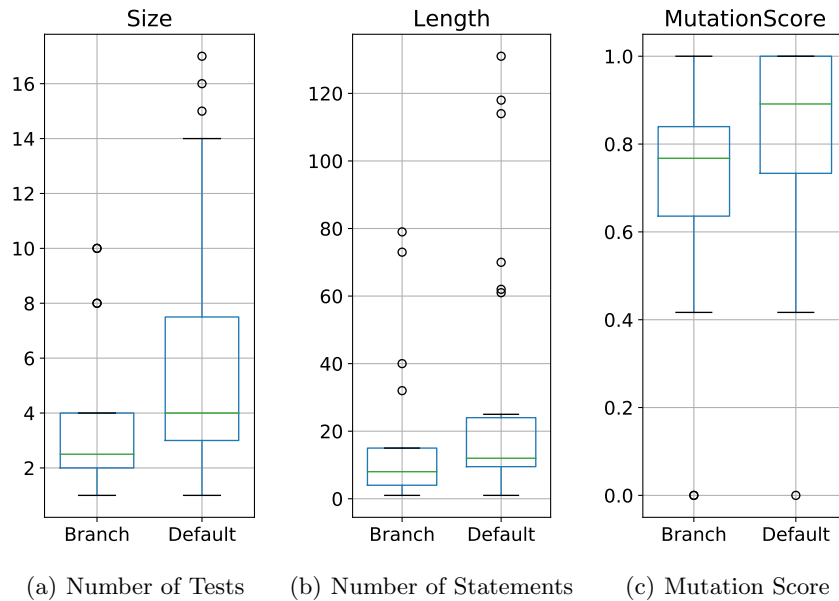 Size
Length
MutationScore
16
14
12
10
8
6
4
2
120
100
80
60
40
20
0
1.0
0.8
0.6
0.4
0.2
0.0
Branch Default
Branch Default
Branch Default
(a) Number of Tests
(b) Number of Statements
(c) Mutation Score